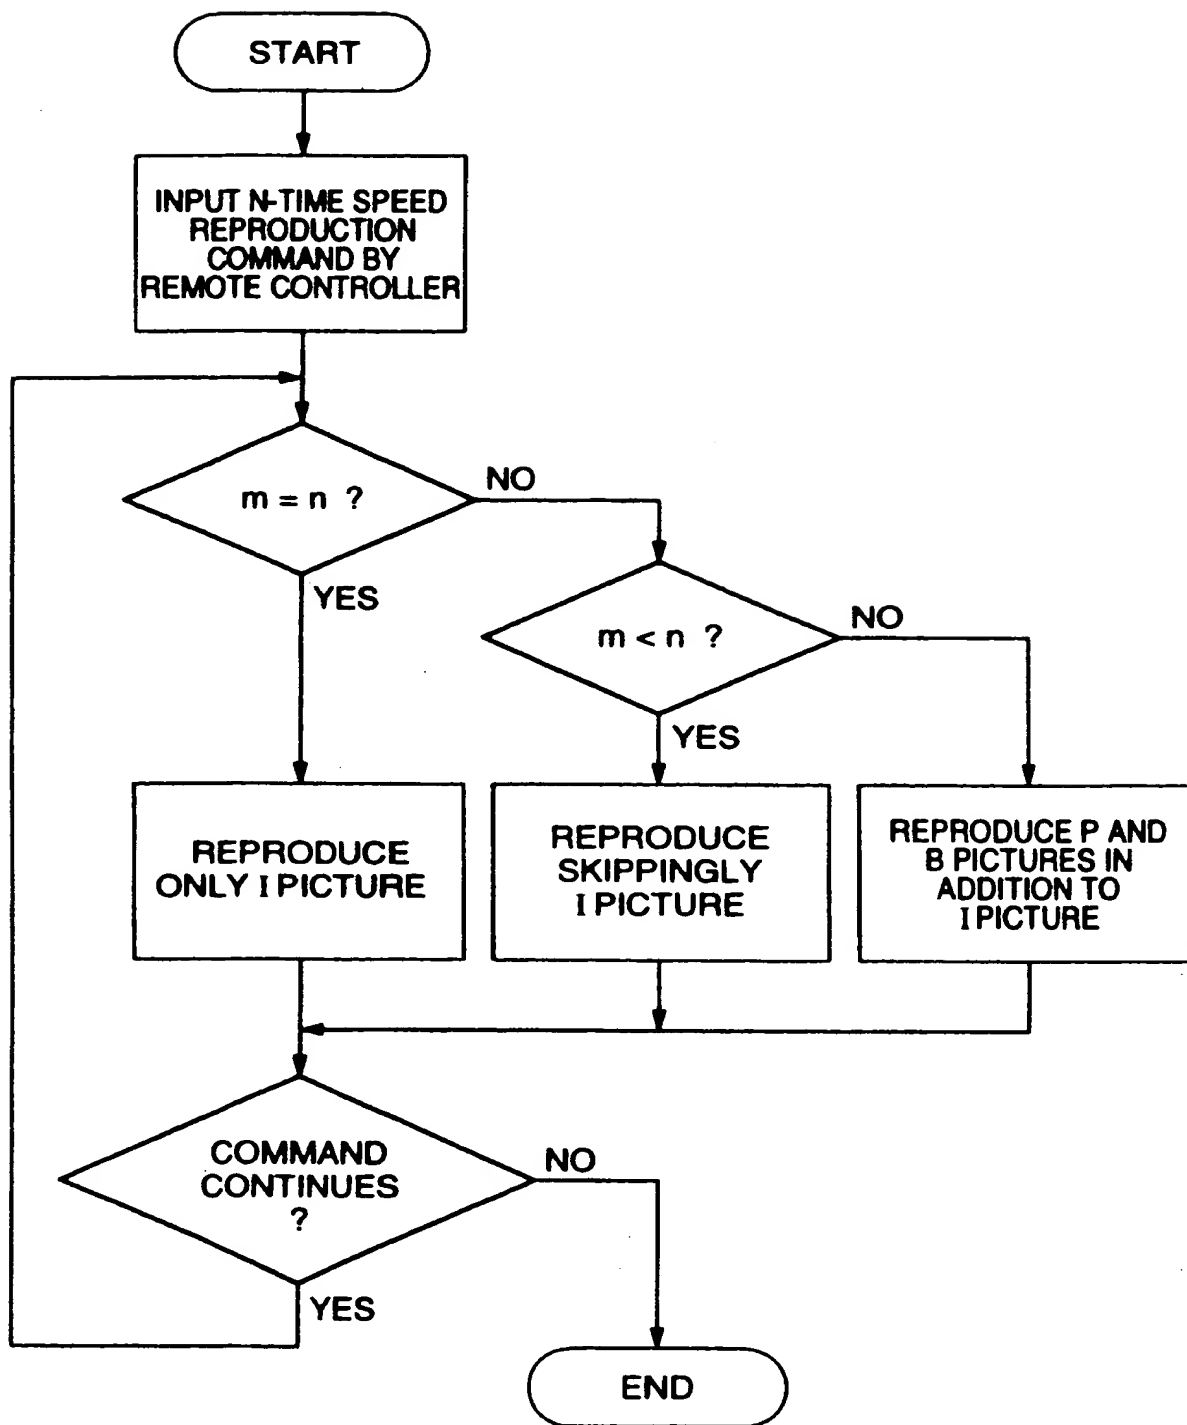 START
INPUT N-TIME SPEED
REPRODUCTION
COMMAND BY
REMOTE CONTROLLER
m = n ?
NO
YES
m < n ?
NO
YES
REPRODUCE
ONLY I PICTURE
REPRODUCE
SKIPPINGLY
I PICTURE
REPRODUCE P AND
B PICTURES IN
ADDITION TO
I PICTURE
COMMAND
CONTINUES
?
NO
YES
END